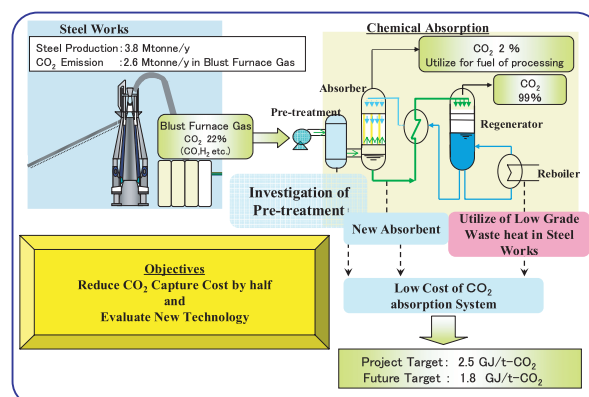 Steel Works
Steel Production: 3.8 Mtonne/y
CO2 Emission : 2.6 Mtonne/y in Blust Furnace Gas
Chemical Absorption
CO2 2 %
Utilize for fuel of processing
CO2
99%
Absorber
Pre-treatment
Regenerator
Blust Furnace Gas
CO2 22%
(CO,H2 etc.)
Reboiler
Investigation of
Pre-treatment
New Absorbent
Utilize of Low Grade
Waste heat in Steel
Works
Objectives
Reduce CO2 Capture Cost by half
and
Evaluate New Technology
Low Cost of CO2
absorption System
Project Target: 2.5 GJ/t-CO2
Future Target : 1.8 GJ/t-CO2